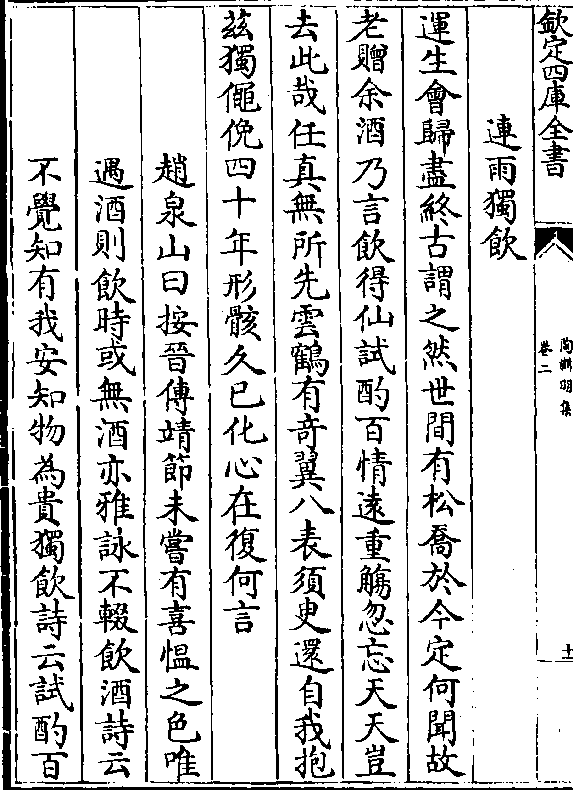 欽定四庫全書
陶淵明集
卷二
十
連雨獨飲
運生會歸盡終古謂之然世間有松喬於今定何聞故
老贈余酒乃言飲得仙試酌百情逺重觴忽忘天天豈
去此哉任真無所先雲鶴有竒翼八表須臾還自我抱
兹獨僶俛四十年形骸久已化心在復何言
趙泉山曰按晉傳靖節未嘗有喜愠之色唯
遇酒則飲時或無酒亦雅詠不輟飲酒詩云
不覺知有我安知物為貴獨飲詩云試酌百